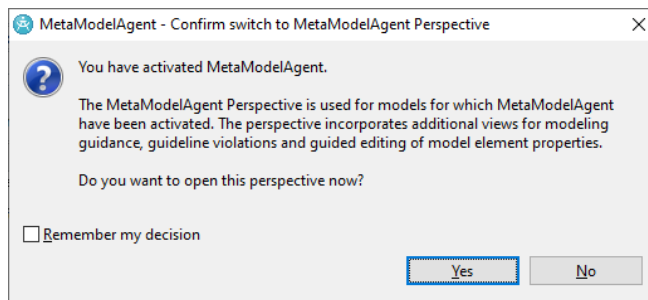 MetaModelAgent - Confirm switch to MetaModelAgent Perspective
You have activated MetaModelAgent.
The MetaModelAgent Perspective is used for models for which MetaModelAgent
have been activated. The perspective incorporates additional views for modeling
guidance, guideline violations and guided editing of model element properties.
Do you want to open this perspective now?
Remember my decision
Yes
No